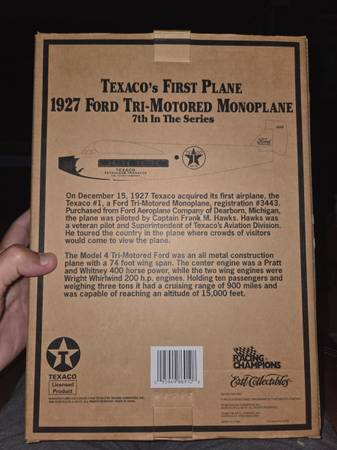 TEXACO'S FIRST PLANE
1927 FORD TRI-MOTORED MONOPLANE
7th In The Series
TEXACO
On December 15, 1927 Texaco acquired its first airplane, the
Texaco #1, a Ford Tri-Motored Monoplane, registration #3443.
Purchased from Ford Aeroplane Company of Dearborn, Michigan,
the plane was piloted by Captain Frank M. Hawks. Hawks was
a veteran pilot and Superintendent of Texaco's Aviation Division.
He toured the country in the plane where crowds of visitors
would come to view the plane.
The Model 4 Tri-Motored Ford was an all metal construction
plane with a 74 foot wing span. The center engine was a Pratt
and Whitney 400 horse power, while the two wing engines were
Wright Whirlwind 200 h.p. engines. Holding ten passengers and
weighing three tons it had a cruising range of 900 miles and
was capable of reaching an altitude of 15,000 feet.
TEXACO
Licensed
Product
RACING
CHAMPIONS
Ertl Collectibles